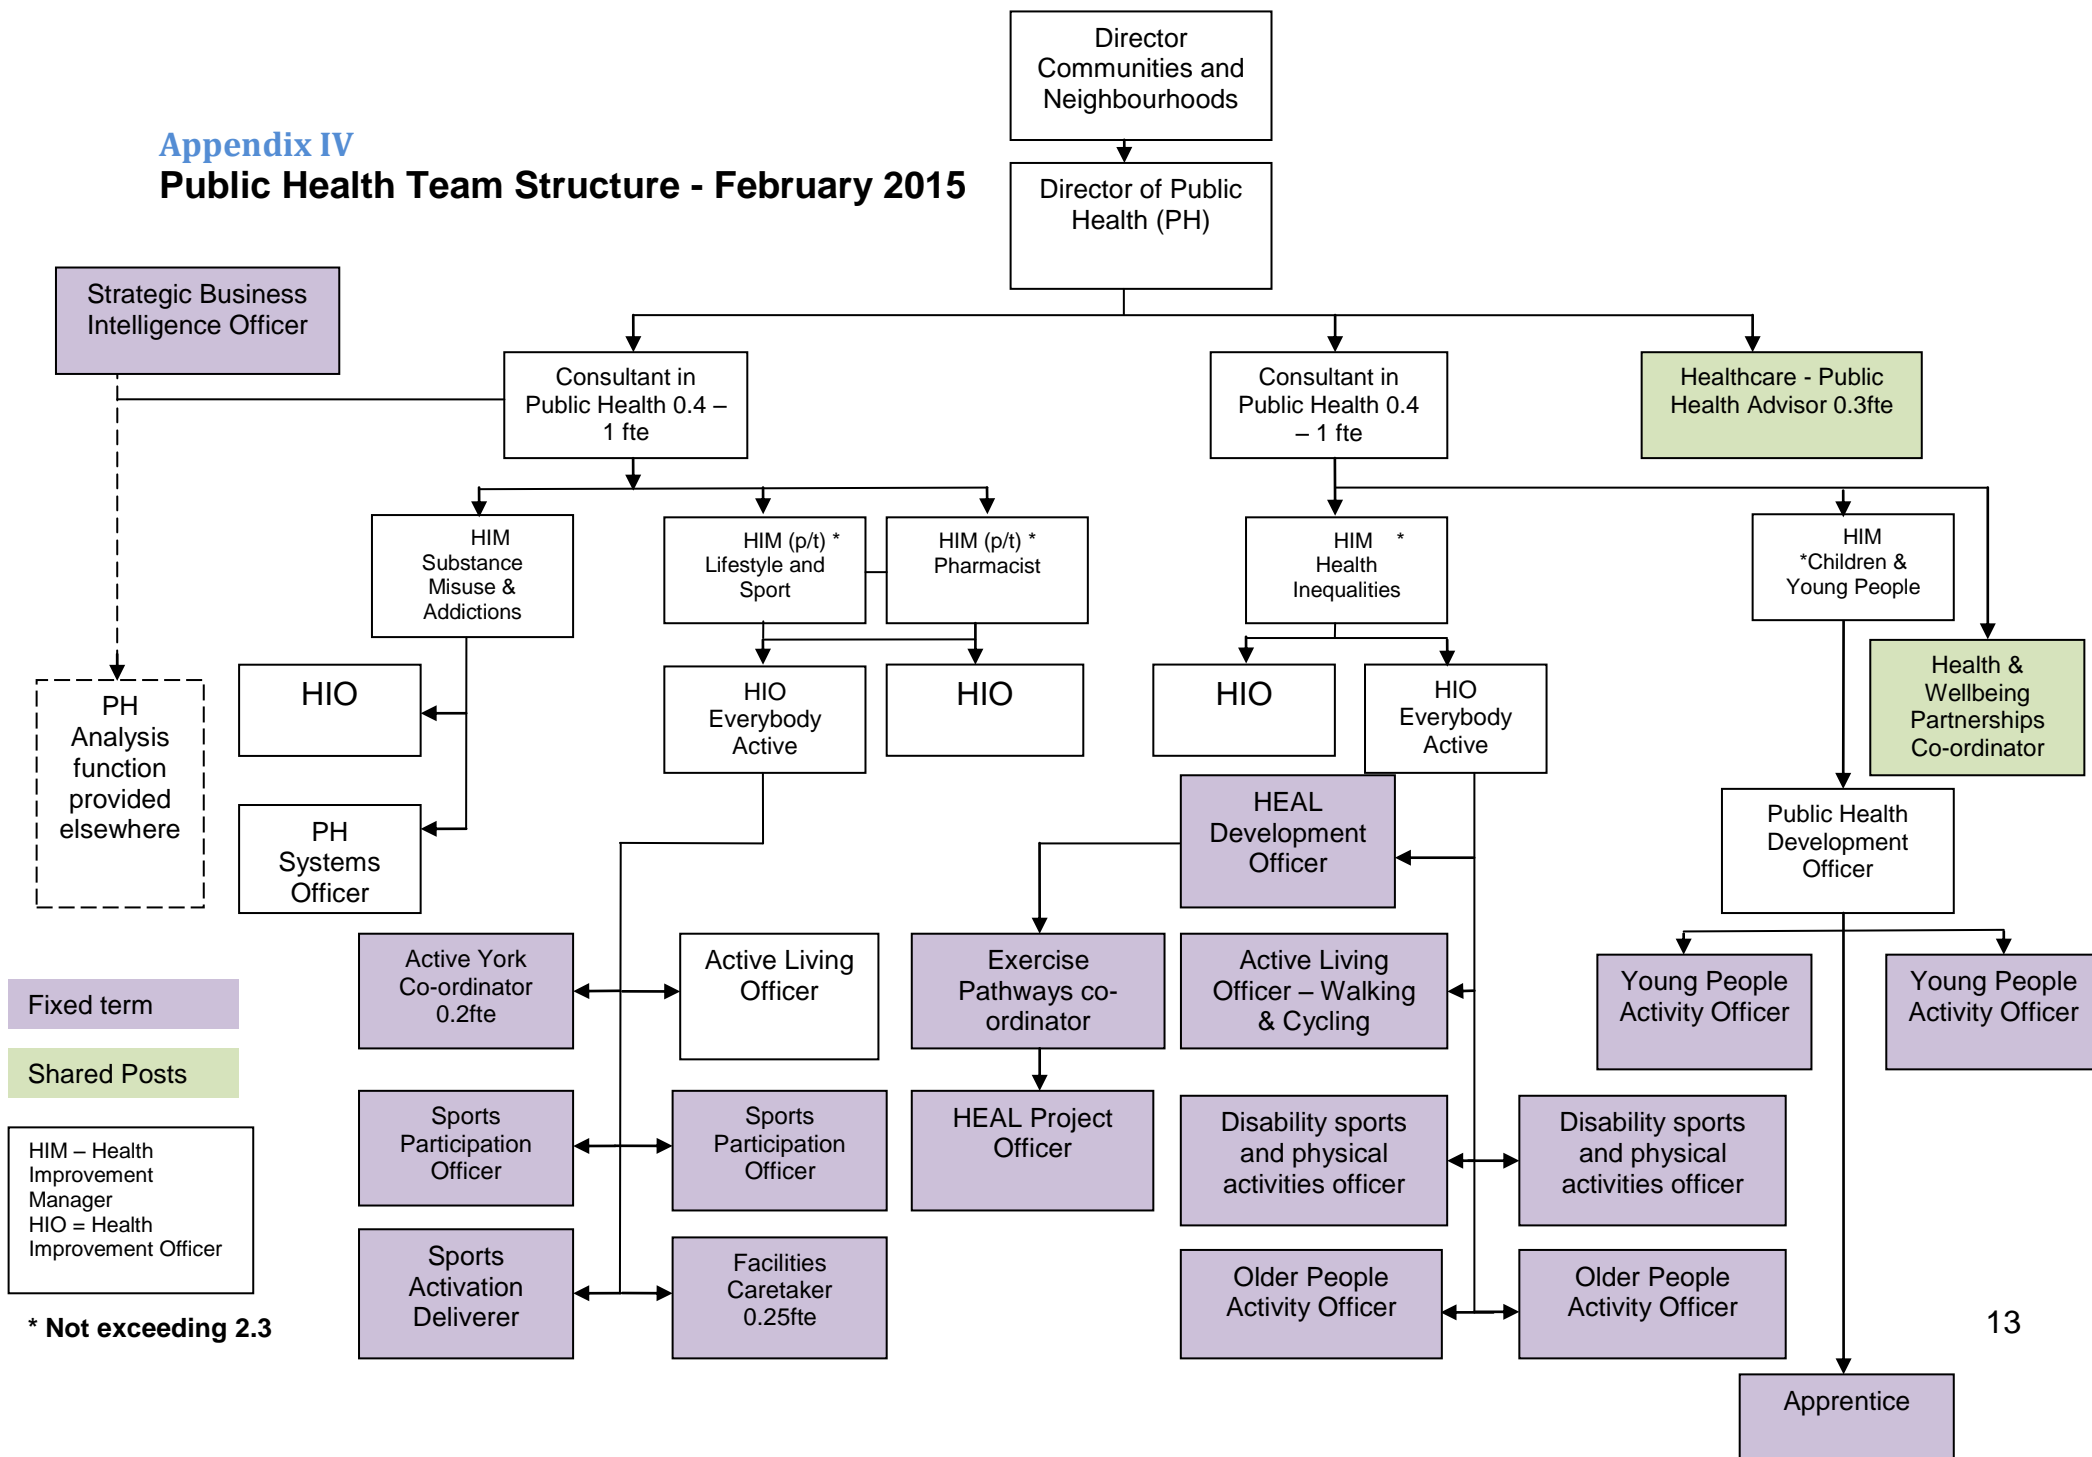 Director
Communities and
Neighbourhoods
Appendix IV
Public Health Team Structure - February 2015
Director of Public
Health (PH)
Strategic Business
Intelligence Officer
Consultant in
Public Health 0.4 –
1 fte
Consultant in
Public Health 0.4
– 1 fte
Healthcare - Public
Health Advisor 0.3fte
HIM
Substance
Misuse &
Addictions
HIM (p/t) *
Lifestyle and
Sport
HIM (p/t) *
Pharmacist
HIM *
Health
Inequalities
HIM
*Children &
Young People
Health &
Wellbeing
Partnerships
Co-ordinator
PH
Analysis
function
provided
elsewhere
HIO
HIO
Everybody
Active
HIO
HIO
HIO
Everybody
Active
PH
Systems
Officer
HEAL
Development
Officer
Public Health
Development
Officer
Active York
Co-ordinator
0.2fte
Active Living
Officer
Exercise
Pathways co-
ordinator
Active Living
Officer – Walking
& Cycling
Young People
Activity Officer
Young People
Activity Officer
Fixed term
Shared Posts
Sports
Participation
Officer
Sports
Participation
Officer
HEAL Project
Officer
Disability sports
and physical
activities officer
Disability sports
and physical
activities officer
HIM – Health
Improvement
Manager
HIO = Health
Improvement Officer
Sports
Activation
Deliverer
Facilities
Caretaker
0.25fte
Older People
Activity Officer
Older People
Activity Officer
* Not exceeding 2.3
13
Apprentice